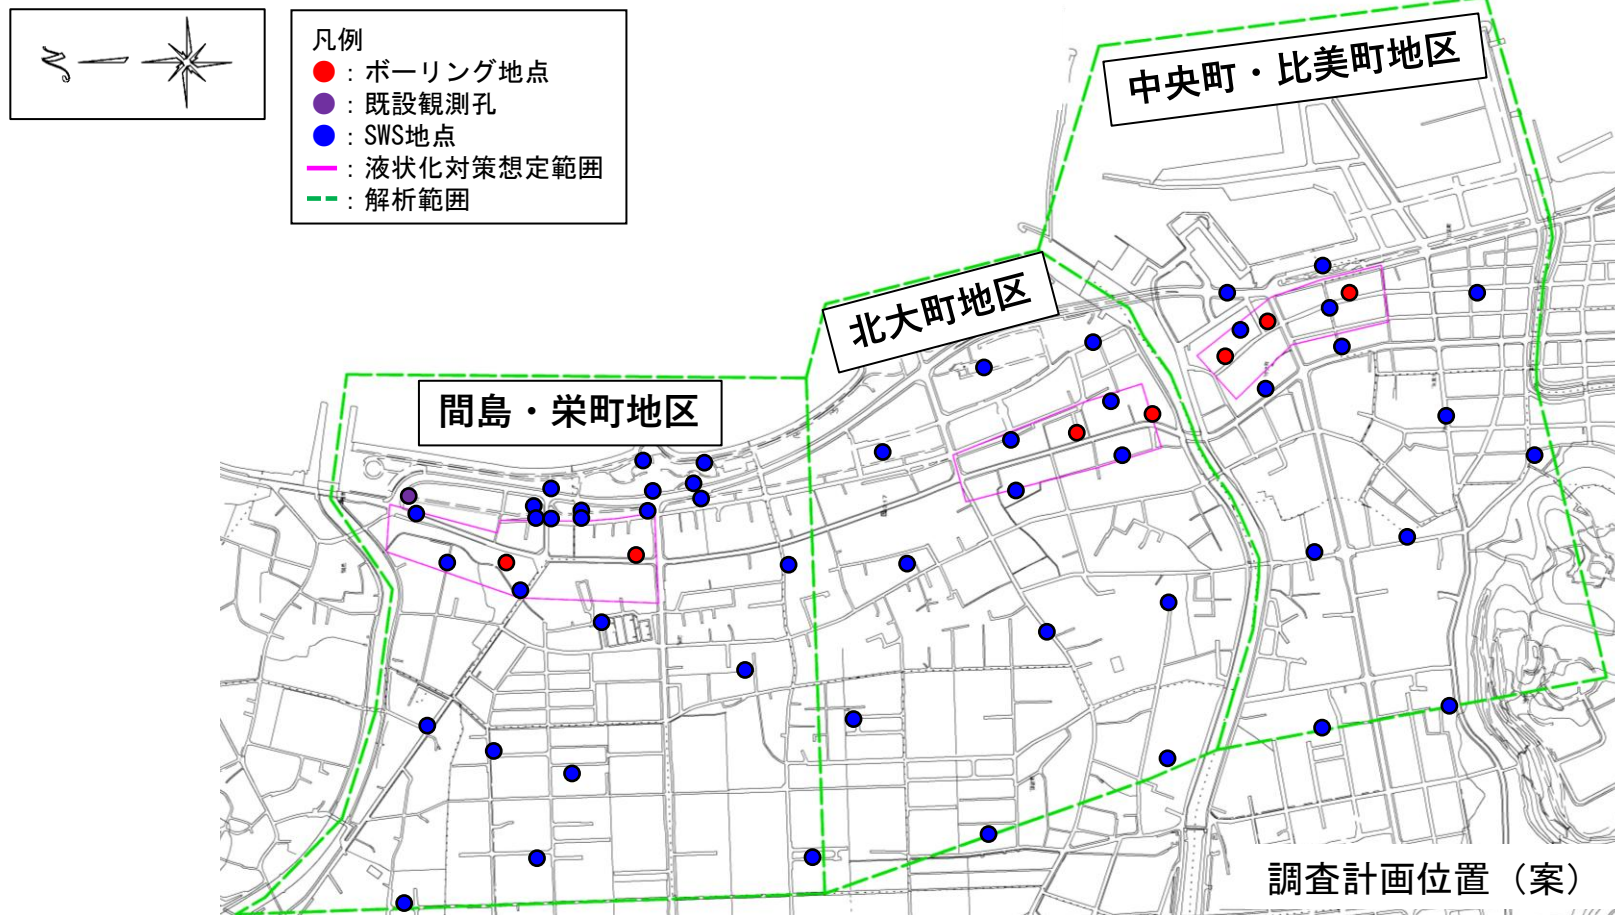 凡例
：ボーリング地点
：既設観測孔
：SWS地点
：液状化対策想定範囲
：解析範囲
中央町・比美町地区
北大町地区
間島・栄町地区
調査計画位置（案）